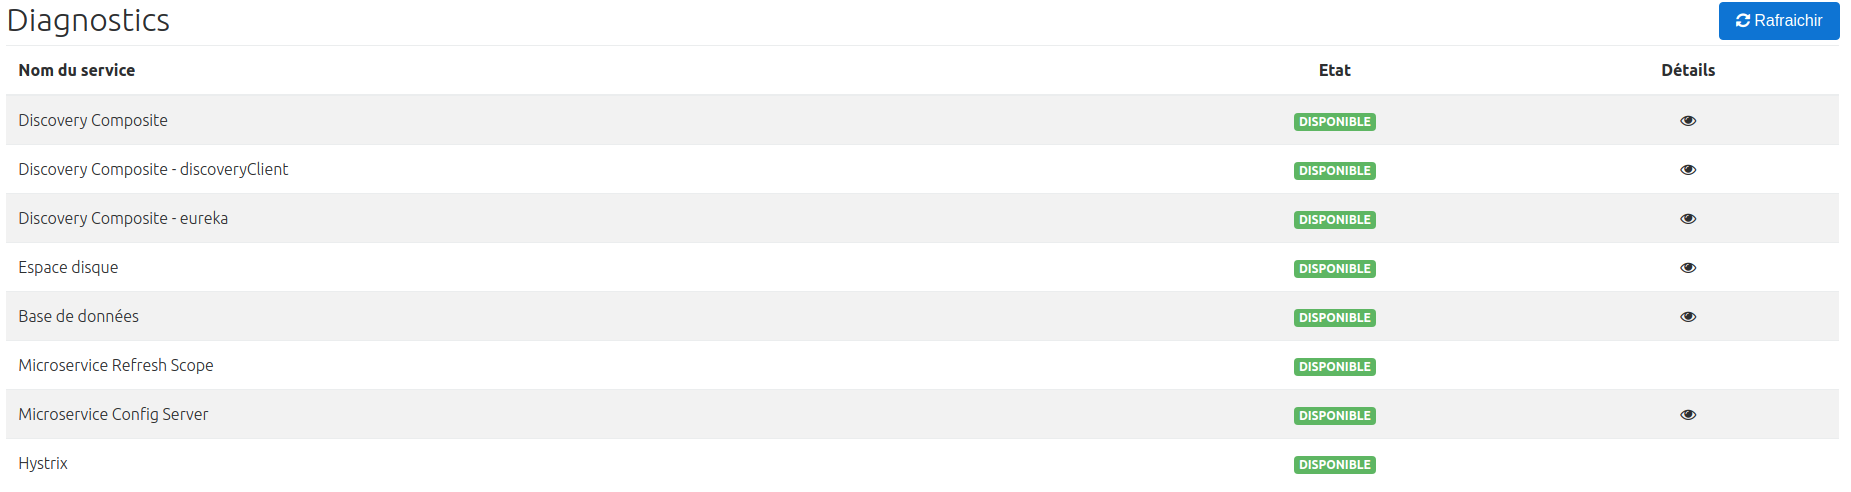 Diagnostics
Rafraichir
Nom du service Etat Détails
Discovery Composite DISPONIBLE
Discovery Composite - discoveryClient DISPONIBLE
Discovery Composite - eureka DISPONIBLE
Espace disque DISPONIBLE
Base de données DISPONIBLE
Microservice Refresh Scope DISPONIBLE
Microservice Config Server DISPONIBLE
Hystrix DISPONIBLE